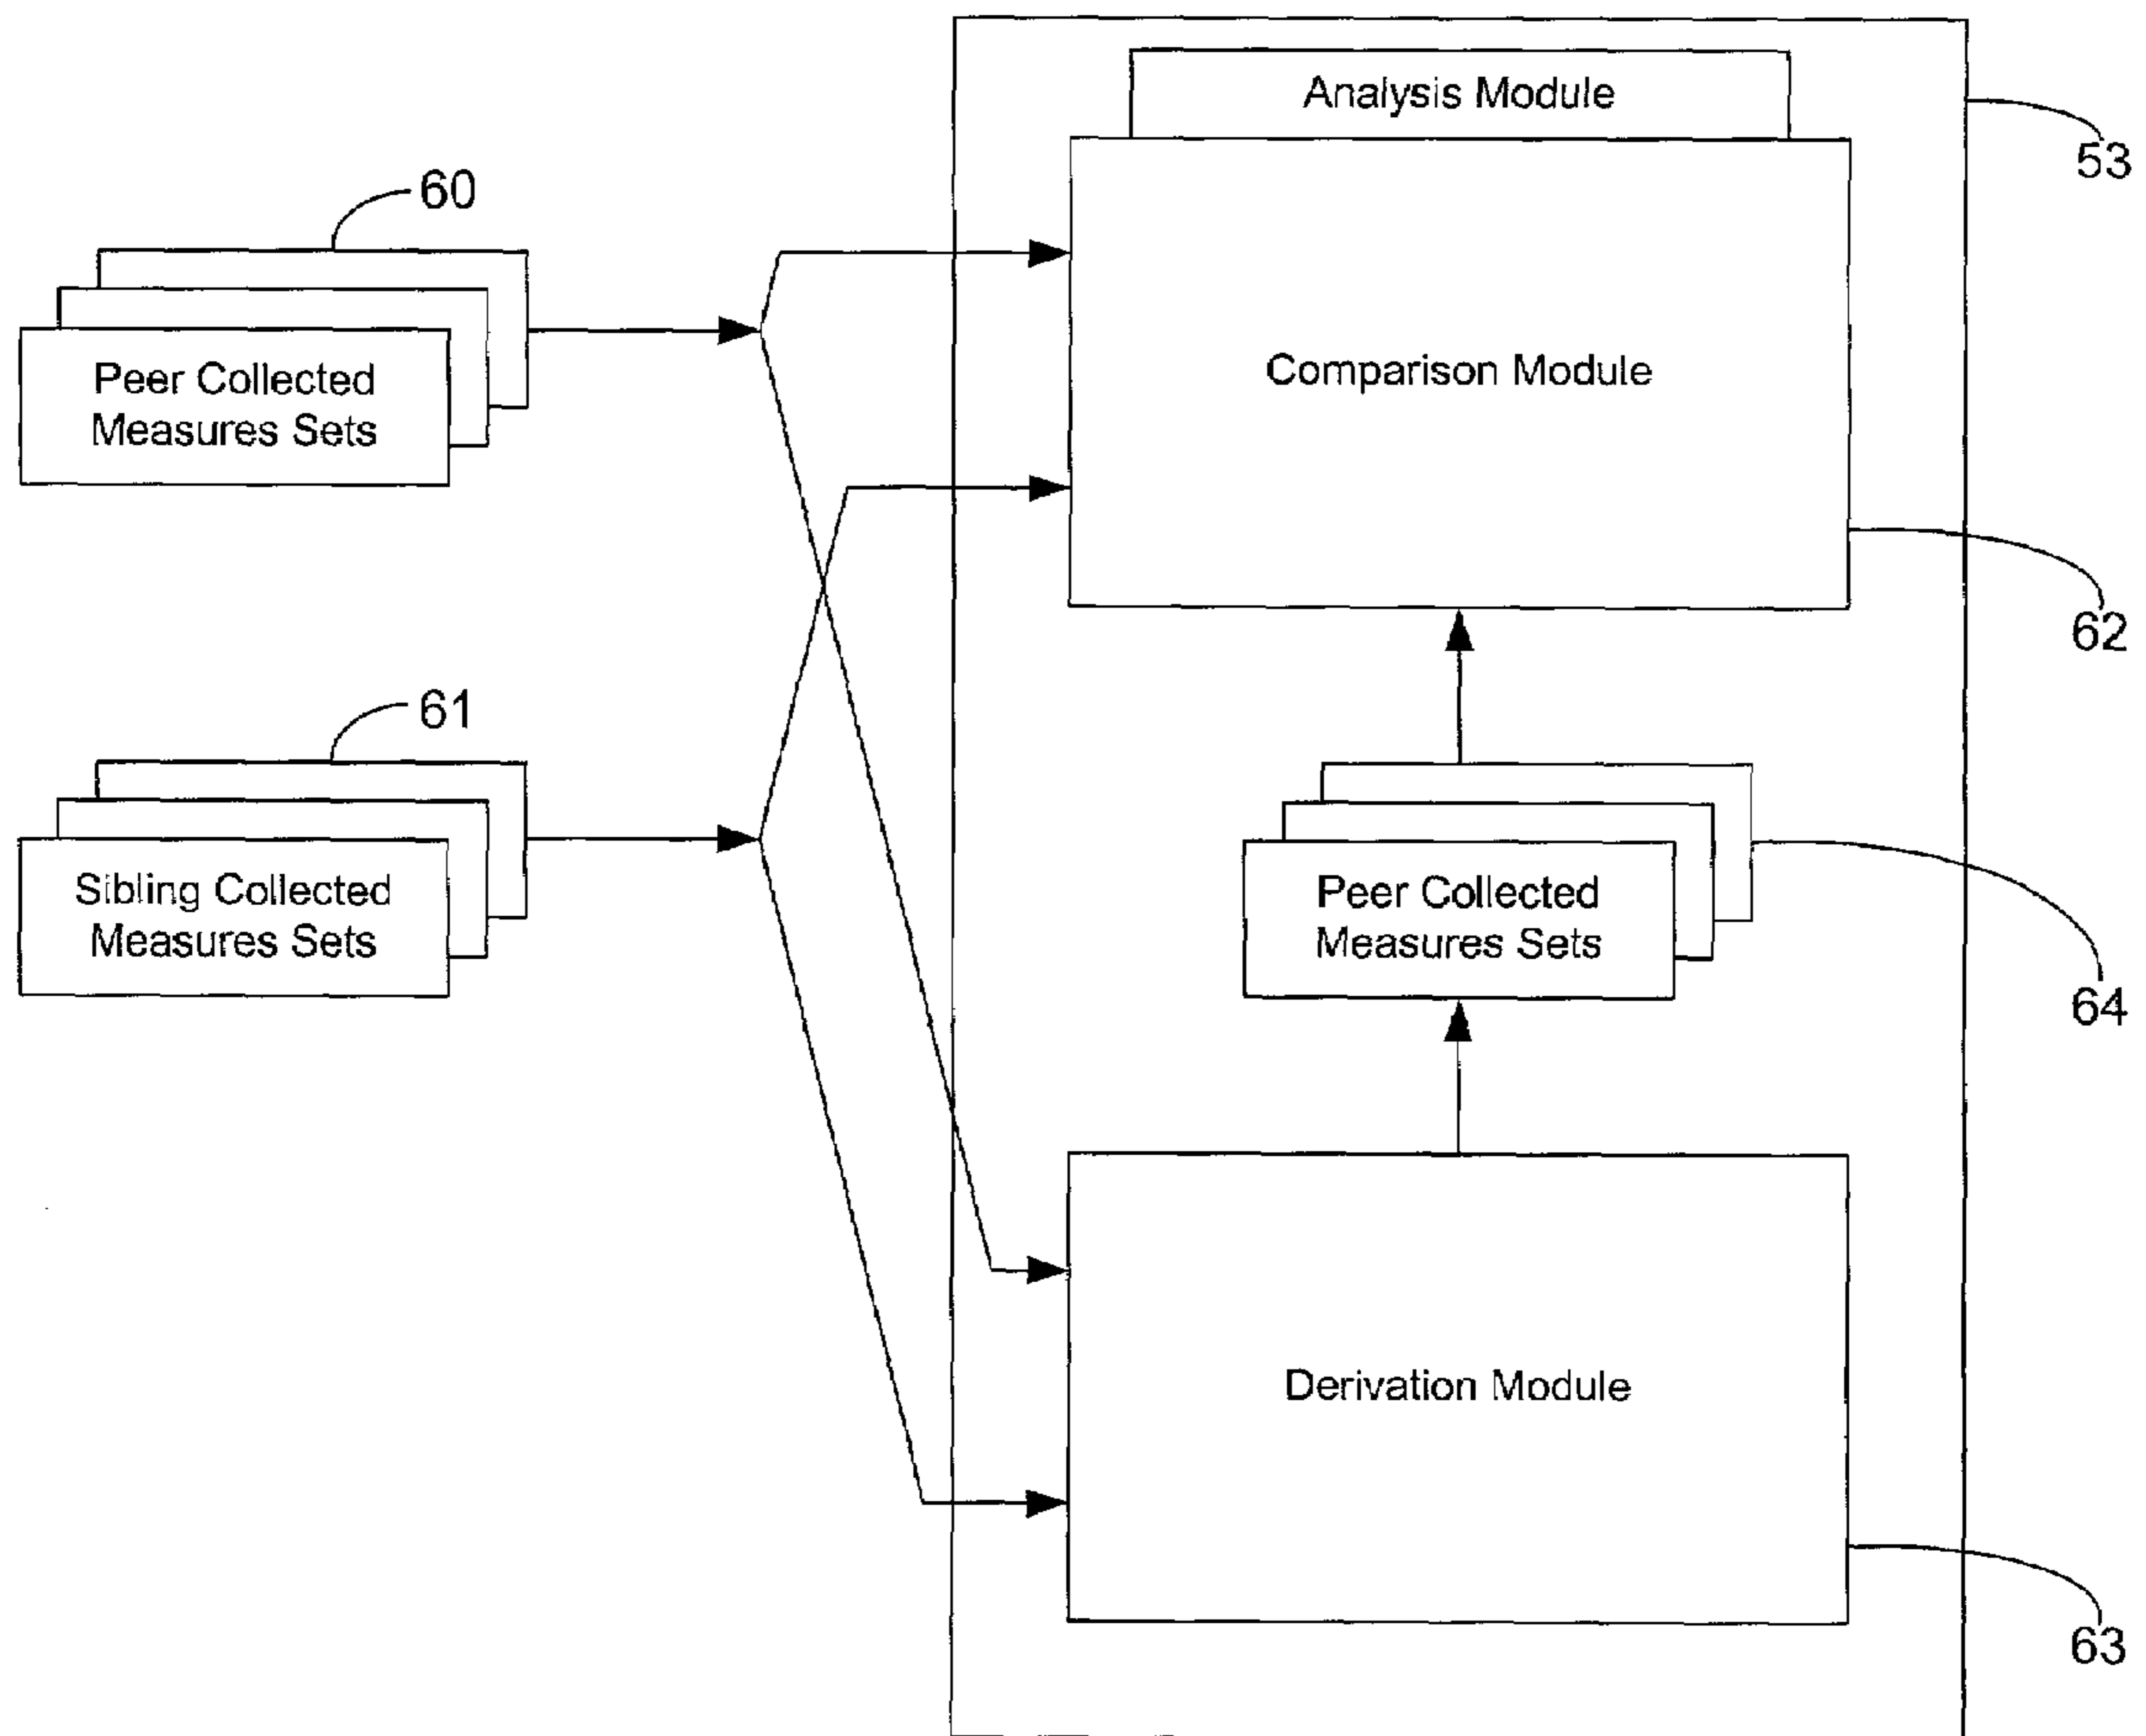 Analysis Module
53
60
Peer Collected
Measures Sets
Comparison Module
62
61
Sibling Collected
Measures Sets
Peer Collected
Measures Sets
64
Derivation Module
63